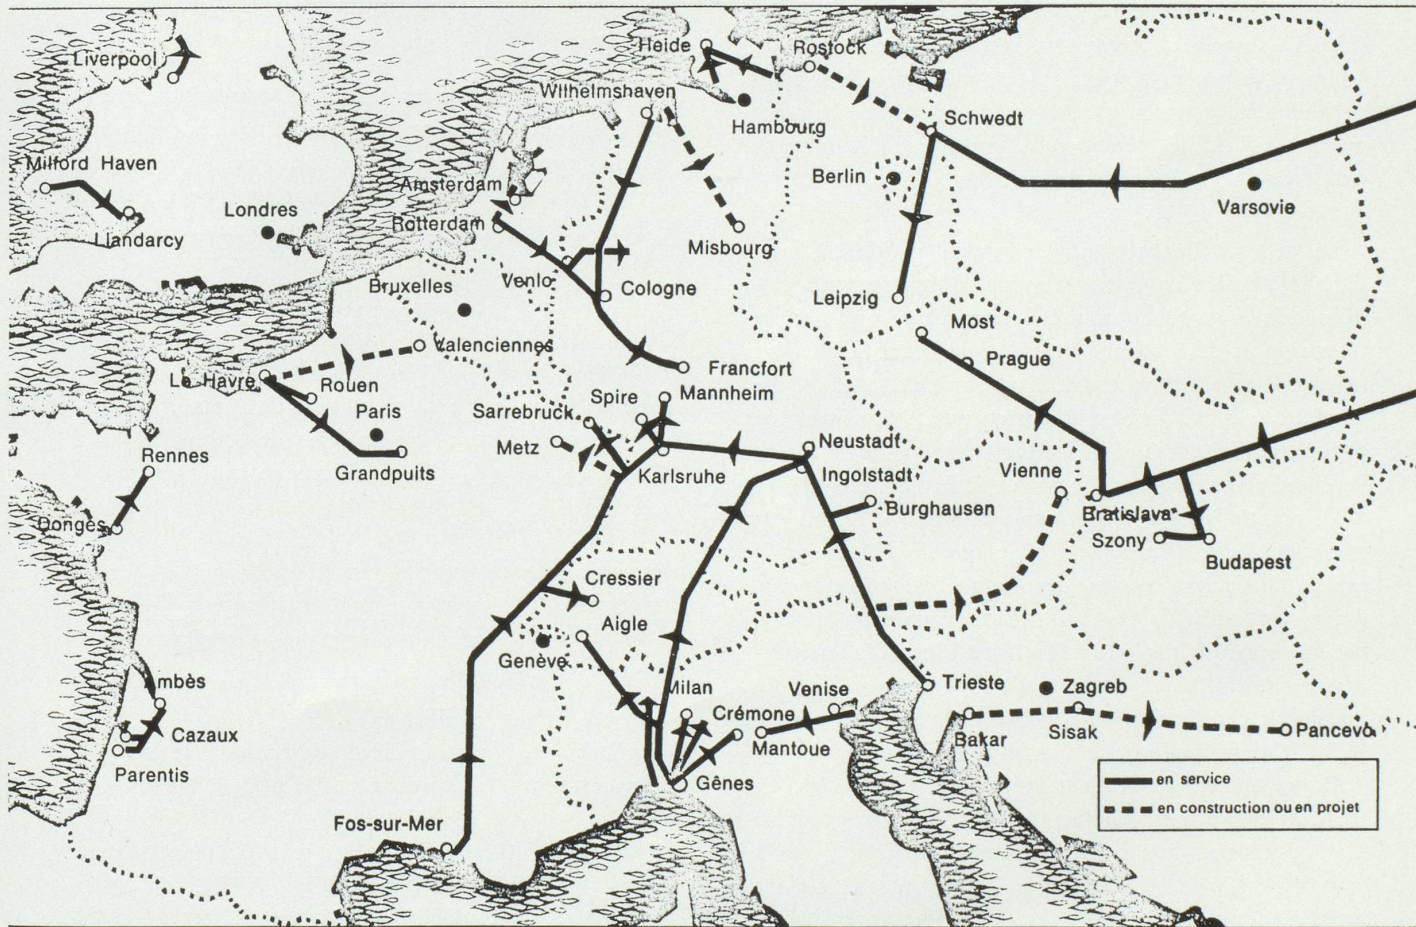 Liverpool
Heide
Rostock
Wilhelmshaven
Hambourg
Schwedt
Milford Haven
Amsterdam
Berlin
Londres
Varsovie
Llandarcy
Rotterdam
Misbourg
Bruxelles
Venlo
Cologne
Leipzig
Most
Valenciennes
Prague
Le Havre
Rouen
Francfort
Mannheim
Spire
Sarrebruck
Paris
Metz
Neustadt
Rennes
Grandpuits
Karlsruhe
Ingolstadt
Vienne
Burghausen
Bratislava
Donges
Szony
Budapest
Cressier
Aigle
Genève
Ambès
Milan
Venise
Trieste
Zagreb
Crémone
Cazaux
Mantoue
Bakar
Sisak
Pancevo
Parentis
Gênes
en service
en construction ou en projet
Fos-sur-Mer